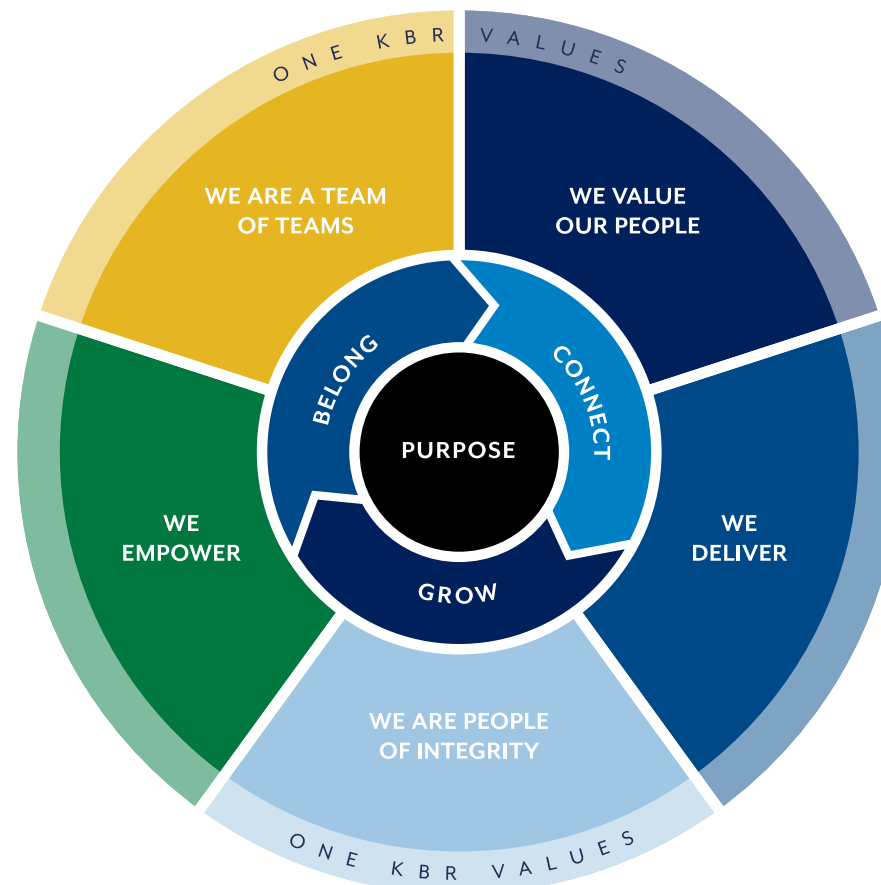 ONE KBR VALUES
WE ARE A TEAM
OF TEAMS
WE VALUE
OUR PEOPLE
BELONG
CONNECT
PURPOSE
WE
EMPOWER
WE
DELIVER
GROW
WE ARE PEOPLE
OF INTEGRITY
ONE KBR VALUES